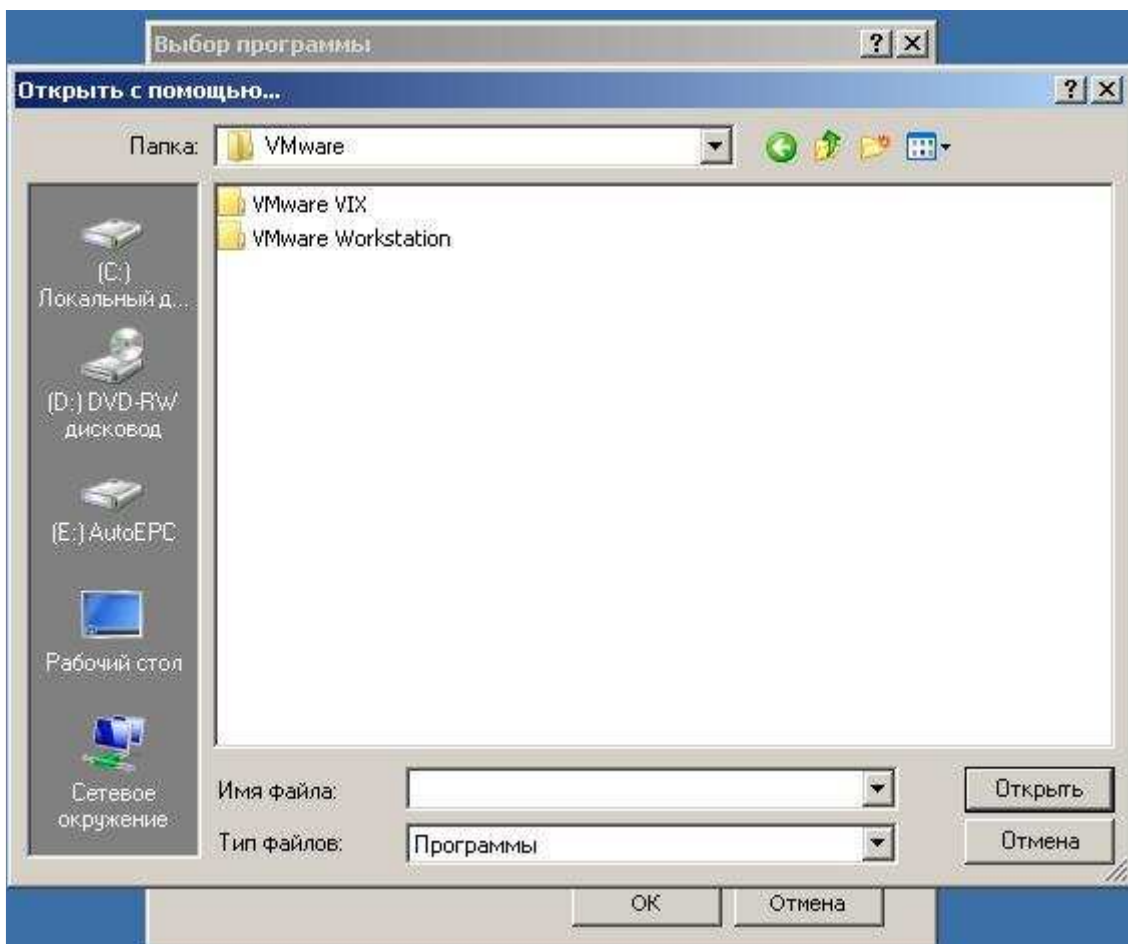 Выбор программы
Открыть с помощью...
Папка:
VMware
VMware VIX
VMware Workstation
(C:)
Локальный д...
(D:) DVD-RW
дисковод
(E:) AutoEPC
Рабочий стол
Сетевое
окружение
Имя файла:
Открыть
Тип файлов:
Программы
Отмена
ОК
Отмена